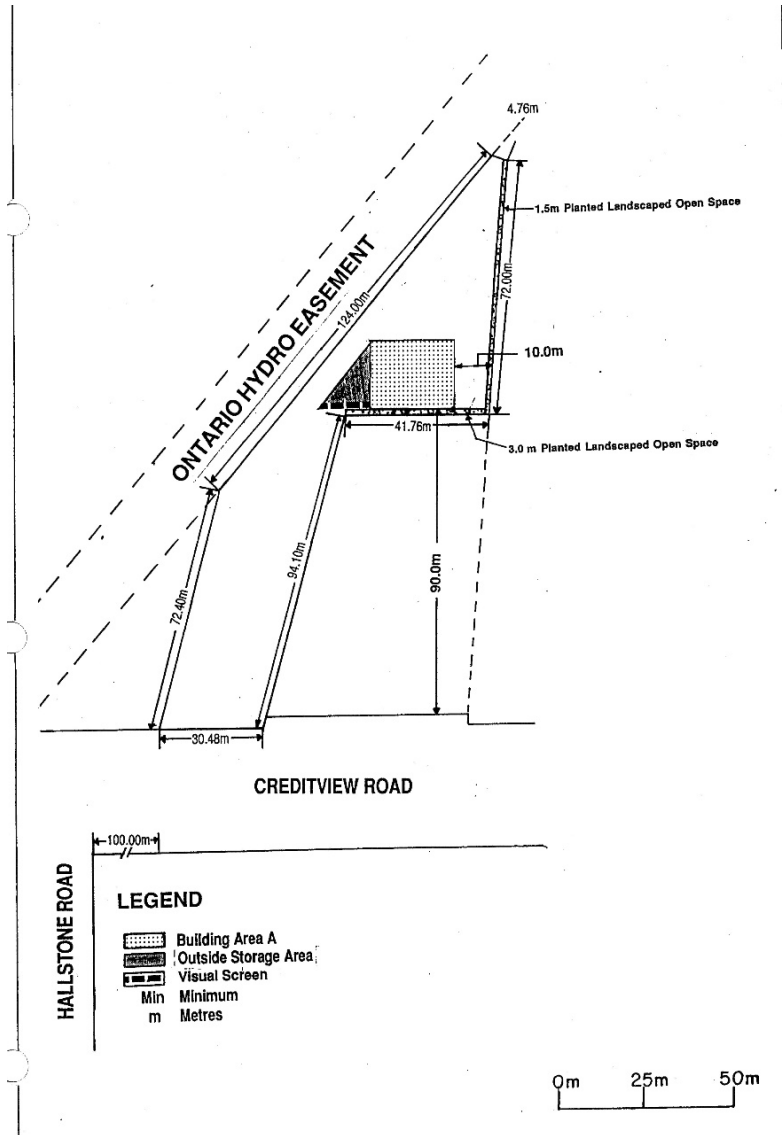 4.76m
1.5m Planted Landscaped Open Space
ONTARIO HYDRO EASEMENT
124.00m
72.00m
10.0m
41.76m
3.0 m Planted Landscaped Open Space
72.40m
94.10m
90.0m
30.48m
CREDITVIEW ROAD
100.00m
HALLSTONE ROAD
LEGEND
Building Area A
Outside Storage Area
Visual Screen
Min Minimum
m Metres
0m 25m 50m